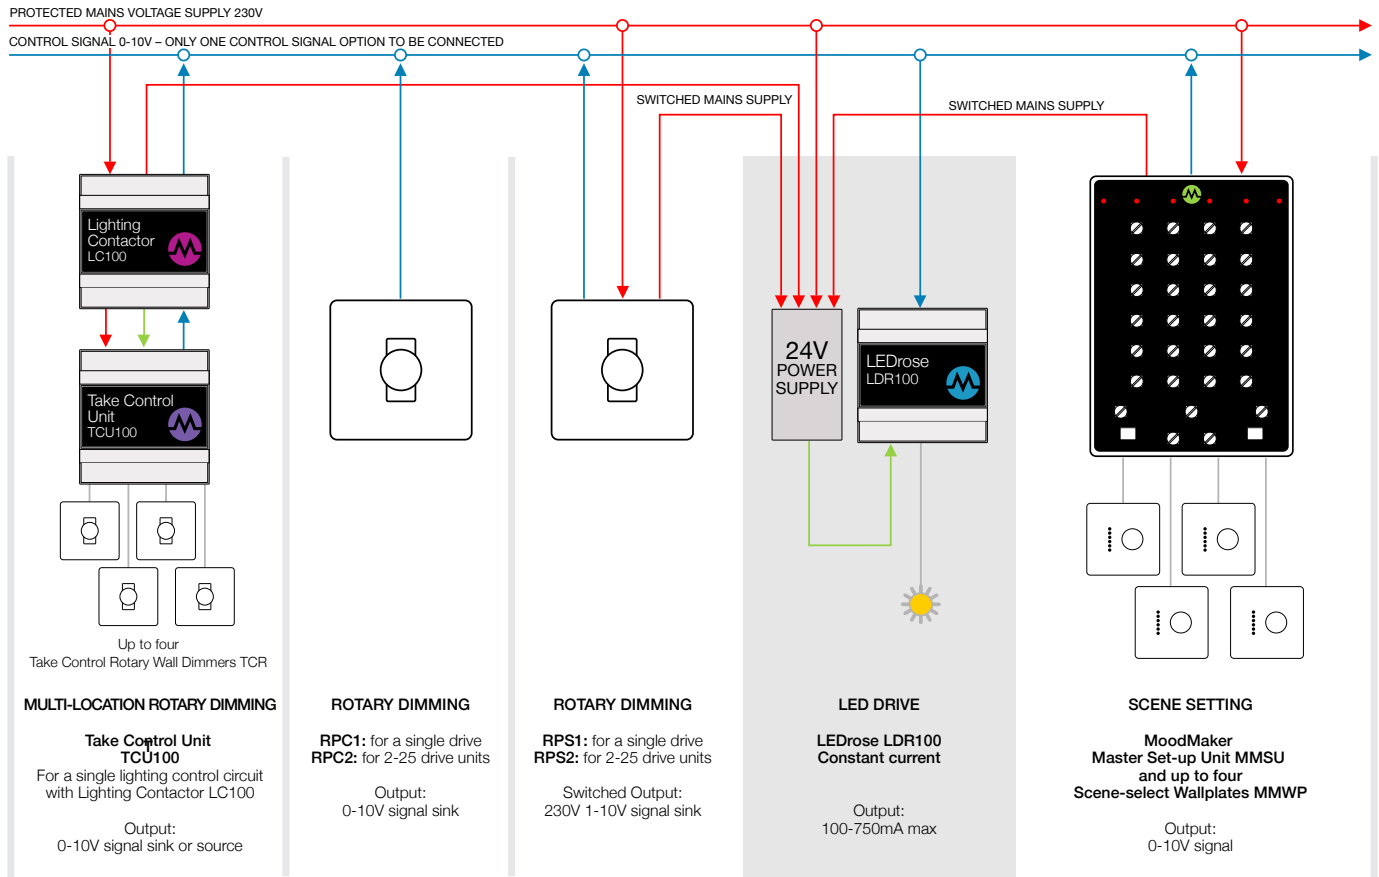 PROTECTED MAINS VOLTAGE SUPPLY 230V
CONTROL SIGNAL 0-10V – ONLY ONE CONTROL SIGNAL OPTION TO BE CONNECTED
SWITCHED MAINS SUPPLY
SWITCHED MAINS SUPPLY
Lighting
Contactor
LC100
Take Control
Unit
TCU100
24V
POWER
SUPPLY
LEDrose
LDR100
Up to four
Take Control Rotary Wall Dimmers TCR
MULTI-LOCATION ROTARY DIMMING
Take Control Unit
T
TCU100
For a single lighting control circuit
with Lighting Contactor LC100
Output:
0-10V signal sink or source
ROTARY DIMMING
RPC1: for a single drive
RPC2: for 2-25 drive units
Output:
0-10V signal sink
ROTARY DIMMING
RPS1: for a single drive
RPS2: for 2-25 drive units
Switched Output:
230V 1-10V signal sink
LED DRIVE
LEDrose LDR100
Constant current
Output:
100-750mA max
SCENE SETTING
MoodMaker
Master Set-up Unit MMSU
and up to four
Scene-select Wallplates MMWP
Output:
0-10V signal